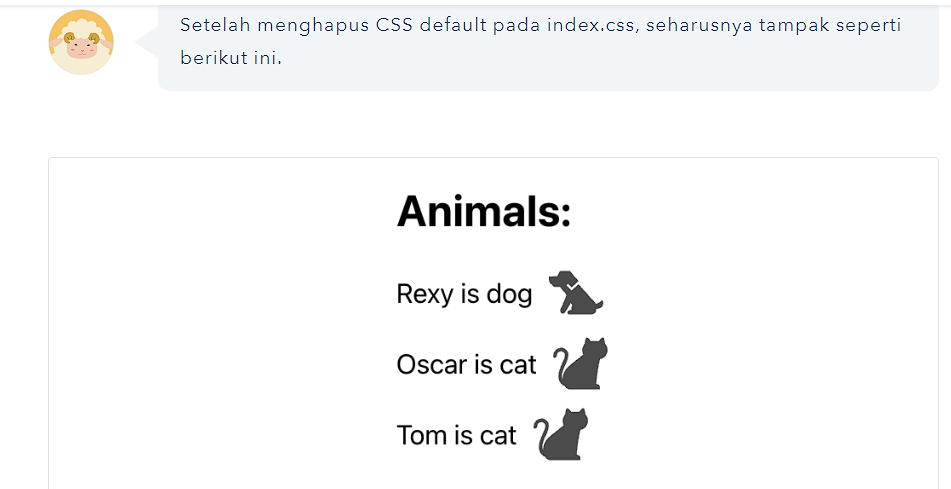 Setelah menghapus CSS default pada index.css, seharusnya tampak seperti
berikut ini.
Animals:
Rexy is dog
Oscar is cat
Tom is cat